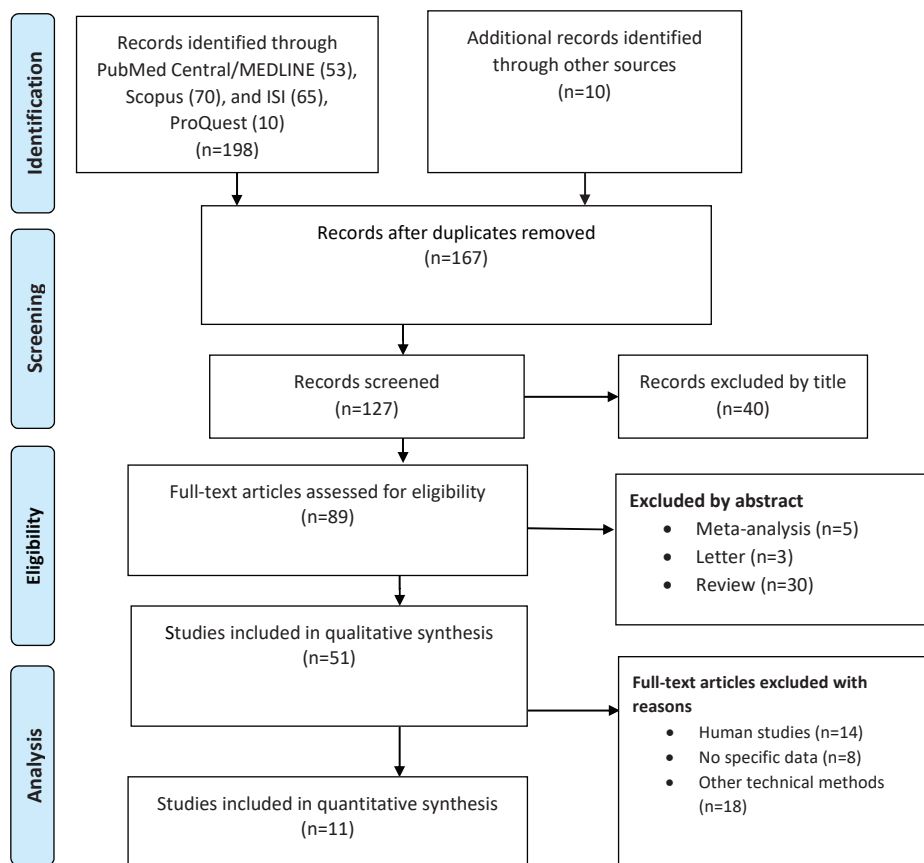 Identification
Records identified through
PubMed Central/MEDLINE (53),
Scopus (70), and ISI (65),
ProQuest (10)
(n=198)
Additional records identified
through other sources
(n=10)
Records after duplicates removed
(n=167)
Screening
Records screened
(n=127)
Records excluded by title
(n=40)
Eligibility
Full-text articles assessed for eligibility
(n=89)
Excluded by abstract
• Meta-analysis (n=5)
• Letter (n=3)
• Review (n=30)
Studies included in qualitative synthesis
(n=51)
Analysis
Full-text articles excluded with
reasons
• Human studies (n=14)
• No specific data (n=8)
• Other technical methods
(n=18)
Studies included in quantitative synthesis
(n=11)